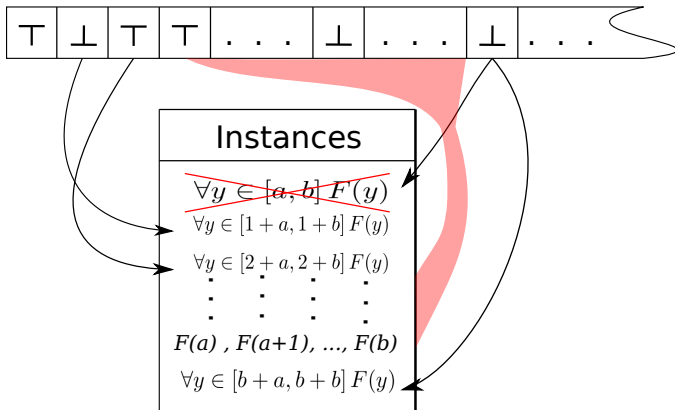 ⊤ ⊥ ⊤ ⊤ . . . ⊥ . . . ⊥ . . .
Instances
∀y ∈ [a, b] F(y)
∀y ∈ [1 + a, 1 + b] F(y)
∀y ∈ [2 + a, 2 + b] F(y)
F(a) , F(a+1), ..., F(b)
∀y ∈ [b + a, b + b] F(y)